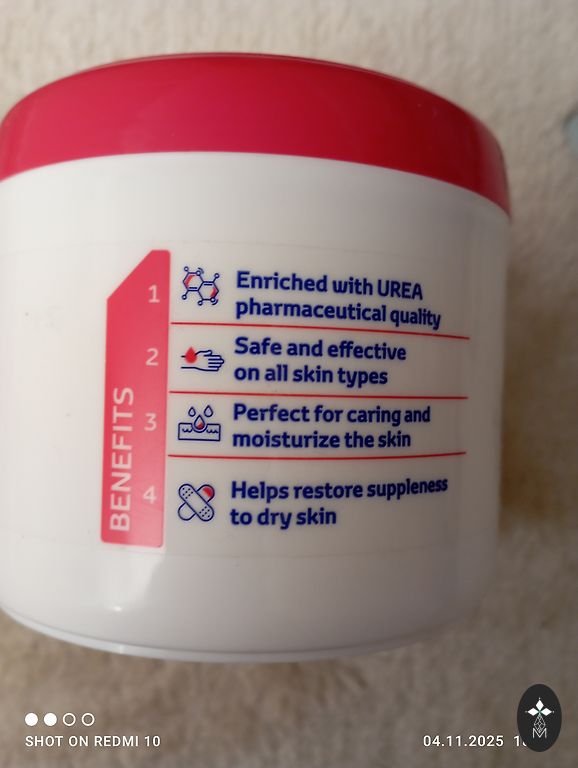 BENEFITS
1
Enriched with UREA
pharmaceutical quality
2
Safe and effective
on all skin types
3
Perfect for caring and
moisturize the skin
4
Helps restore suppleness
to dry skin
SHOT ON REDMI 10
04.11.2025
M